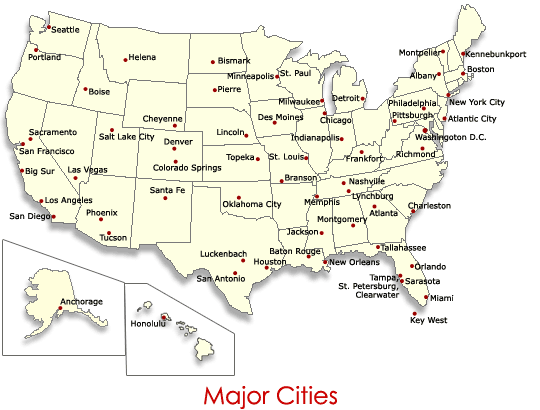 Seattle
Portland
Helena
Bismark
Minneapolis
St. Paul
Montpelier
Kennebunkport
Boise
Pierre
Milwaukee
Detroit
Albany
Boston
New York City
Cheyenne
Des Moines
Chicago
Philadelphia
Pittsburgh
Atlantic City
Sacramento
Salt Lake City
Denver
Lincoln
Indianapolis
Washington D.C.
San Francisco
Topeka
St. Louis
Frankfort
Richmond
Big Sur
Las Vegas
Colorado Springs
Branson
Nashville
Santa Fe
Los Angeles
Oklahoma City
Memphis
Lynchburg
Charleston
San Diego
Phoenix
Montgomery
Atlanta
Tucson
Jackson
Luckenbach
Baton Rouge
Tallahassee
Houston
New Orleans
Orlando
San Antonio
Tampa,
St. Petersburg,
Clearwater
Sarasota
Anchorage
Miami
Honolulu
Key West
Major Cities